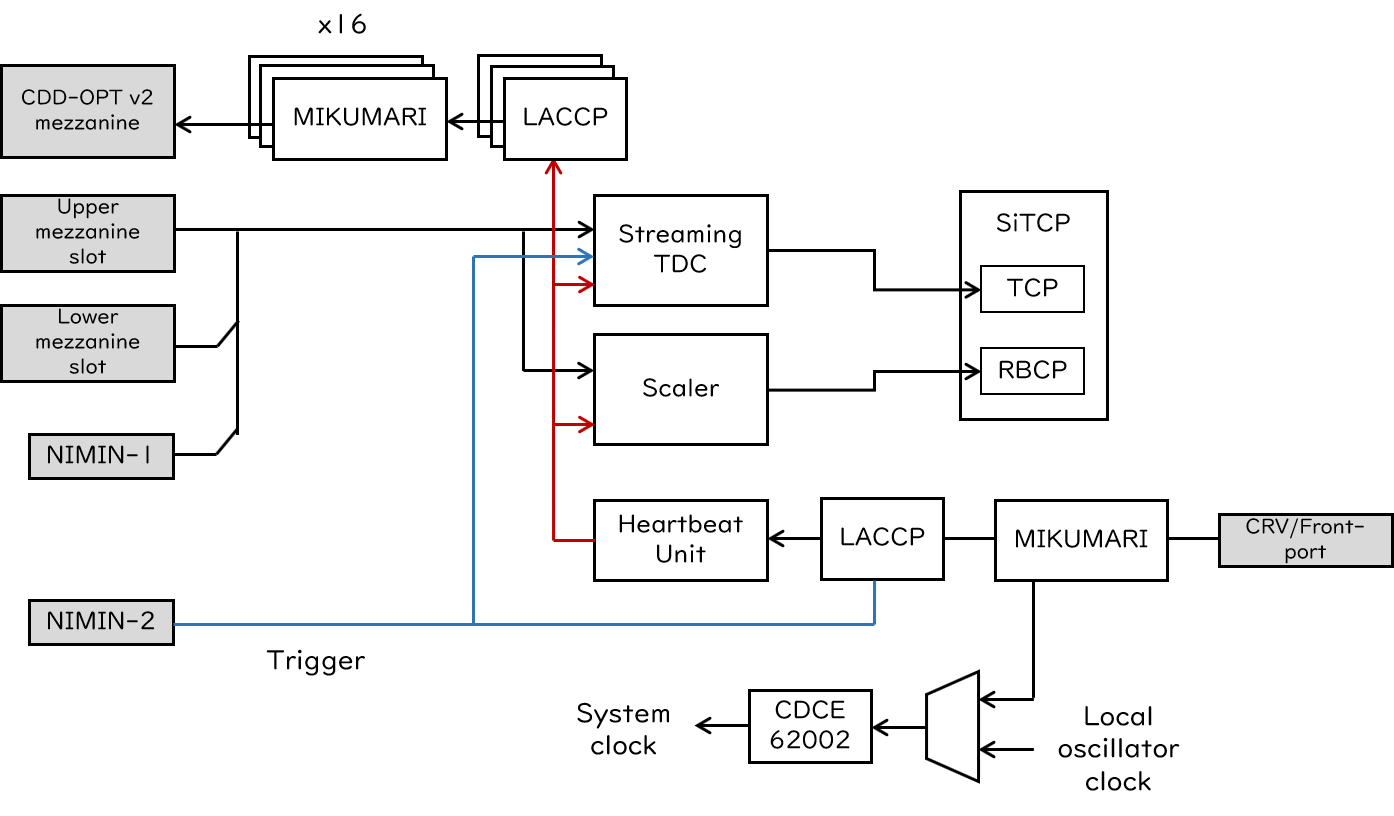 x16
CDD-OPT v2
mezzanine
MIKUMARI
LACCP
Upper
mezzanine
slot
Streaming
TDC
SiTCP
TCP
Lower
mezzanine
slot
Scaler
RBCP
NIMIN-1
Heartbeat
Unit
LACCP
MIKUMARI
CRV/Front-
port
NIMIN-2
Trigger
System
clock
CDCE
62002
Local
oscillator
clock